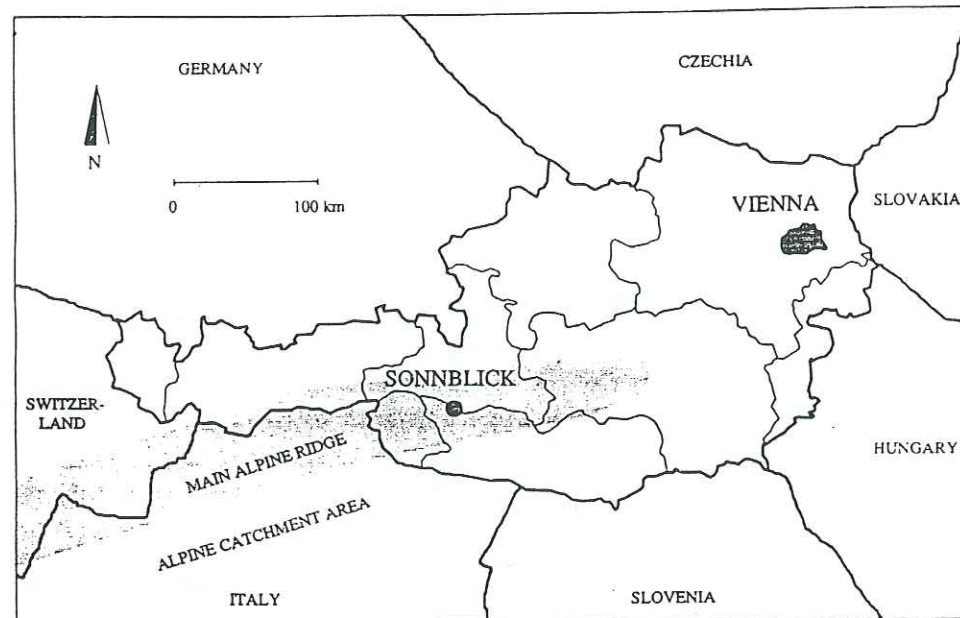 GERMANY
CZECHIA
N
0 100 km
VIENNA
SLOVAKIA
SONNBLICK
SWITZER-
LAND
MAIN ALPINE RIDGE
HUNGARY
ALPINE CATCHMENT AREA
ITALY
SLOVENIA